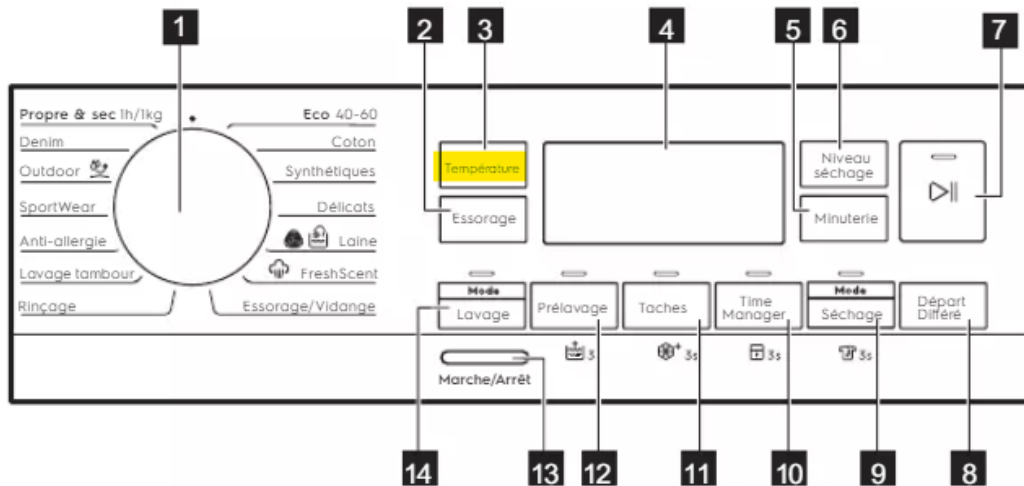 1
2
3
4
5
6
7
Propre & sec 1h/1kg
Denim
Outdoor
SportWear
Anti-allergie
Lavage tambour
Rinçage
Eco 40-60
Coton
Synthétiques
Délicats
Laine
FreshScent
Essorage/Vidange
Température
Essorage
Niveau
séchage
Minuterie
Mode
Lavage
Prélavage
Taches
Time
Manager
Mode
Séchage
Départ
Différé
3
3s
3s
3s
Marche/Arrêt
14
13
12
11
10
9
8